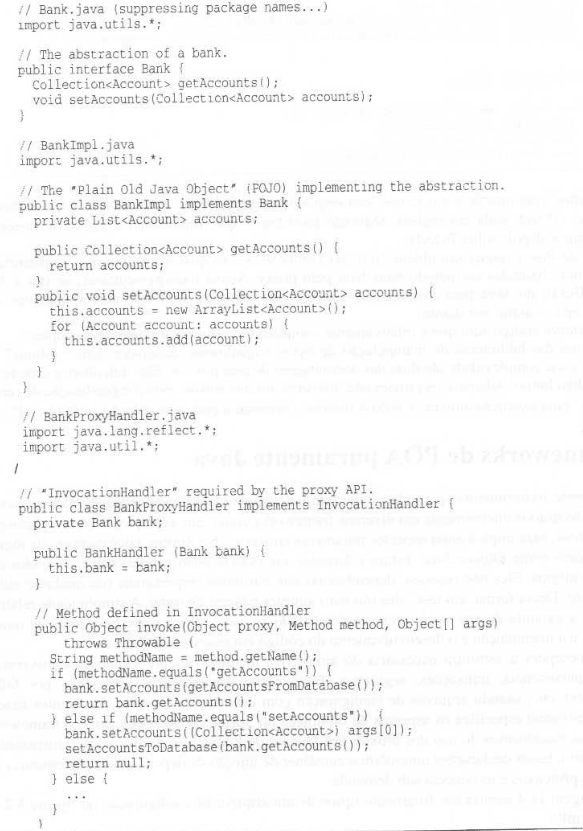 // Bank.java (suppressing package names...)
import java.utils.*;
// The abstraction of a bank.
public interface Bank {
Collection<Account> getAccounts();
void setAccounts(Collection<Account> accounts);
}
// BankImpl.java
import java.utils.*;
// The "Plain Old Java Object" (POJO) implementing the abstraction.
public class BankImpl implements Bank {
private List<Account> accounts;
public Collection<Account> getAccounts() {
return accounts;
}
public void setAccounts(Collection<Account> accounts) {
this.accounts = new ArrayList<Account>();
for (Account account: accounts) {
this.accounts.add(account);
}
}
}
// BankProxyHandler.java
import java.lang.reflect.*;
import java.util.*;
// "InvocationHandler" required by the proxy API.
public class BankProxyHandler implements InvocationHandler {
private Bank bank;
public BankHandler (Bank bank) {
this.bank = bank;
}
// Method defined in InvocationHandler
public Object invoke(Object proxy, Method method, Object[] args)
throws Throwable {
String methodName = method.getName();
if (methodName.equals("getAccounts")) {
bank.setAccounts(getAccountsFromDatabase());
return bank.getAccounts();
} else if (methodName.equals("setAccounts")) {
bank.setAccounts((Collection<Account>) args[0]);
setAccountsToDatabase(bank.getAccounts());
return null;
} else {
...
}
}